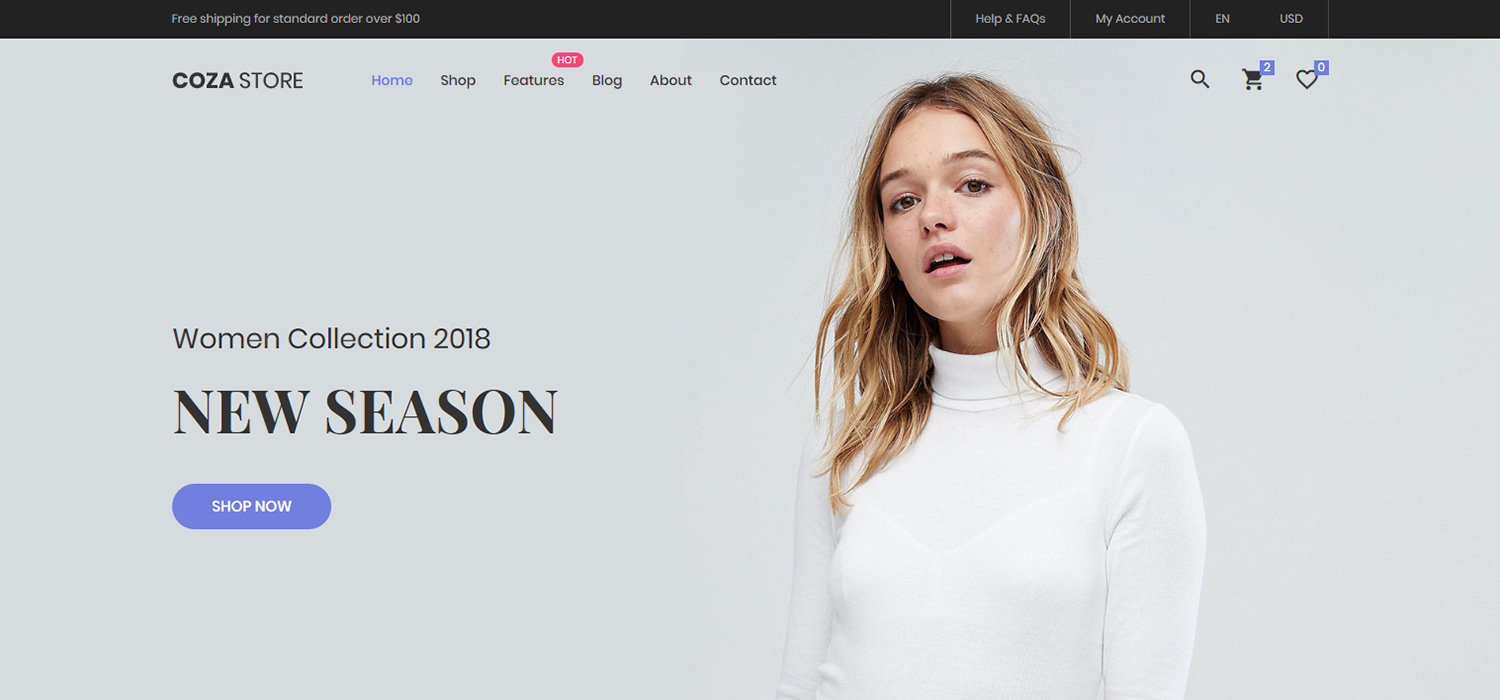 Free shipping for standard order over $100
Help & FAQs
My Account
EN
USD
COZA STORE
Home
Shop
Features
HOT
Blog
About
Contact
2
0
Women Collection 2018
NEW SEASON
SHOP NOW